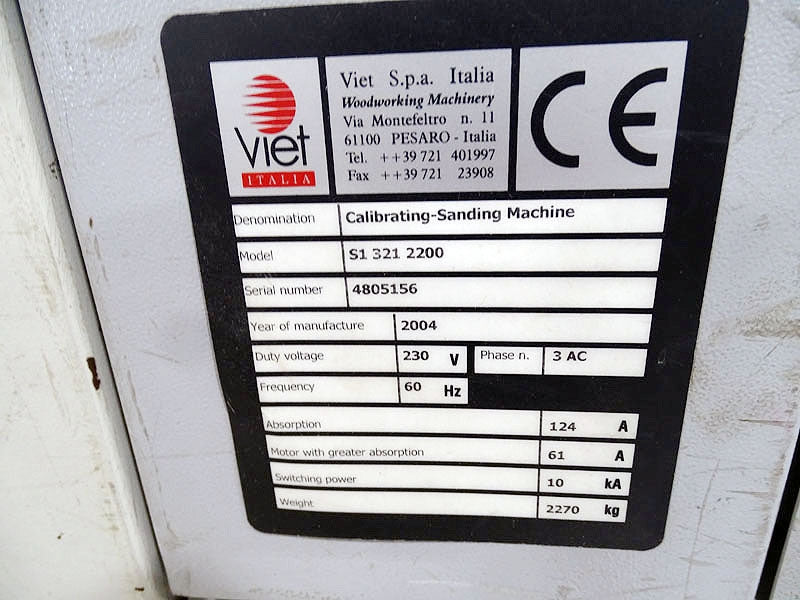 Viet
ITALIA
Viet S.p.a. Italia
Woodworking Machinery
Via Montefeltro n. 11
61100 PESARO - Italia
Tel. ++39 721 401997
Fax ++39 721 23908
CE
Denomination Calibrating-Sanding Machine
Model S1 321 2200
Serial number 4805156
Year of manufacture 2004
Duty voltage 230 V Phase n. 3 AC
Frequency 60 Hz
Absorption 124 A
Motor with greater absorption 61 A
Switching power 10 kA
Weight 2270 kg